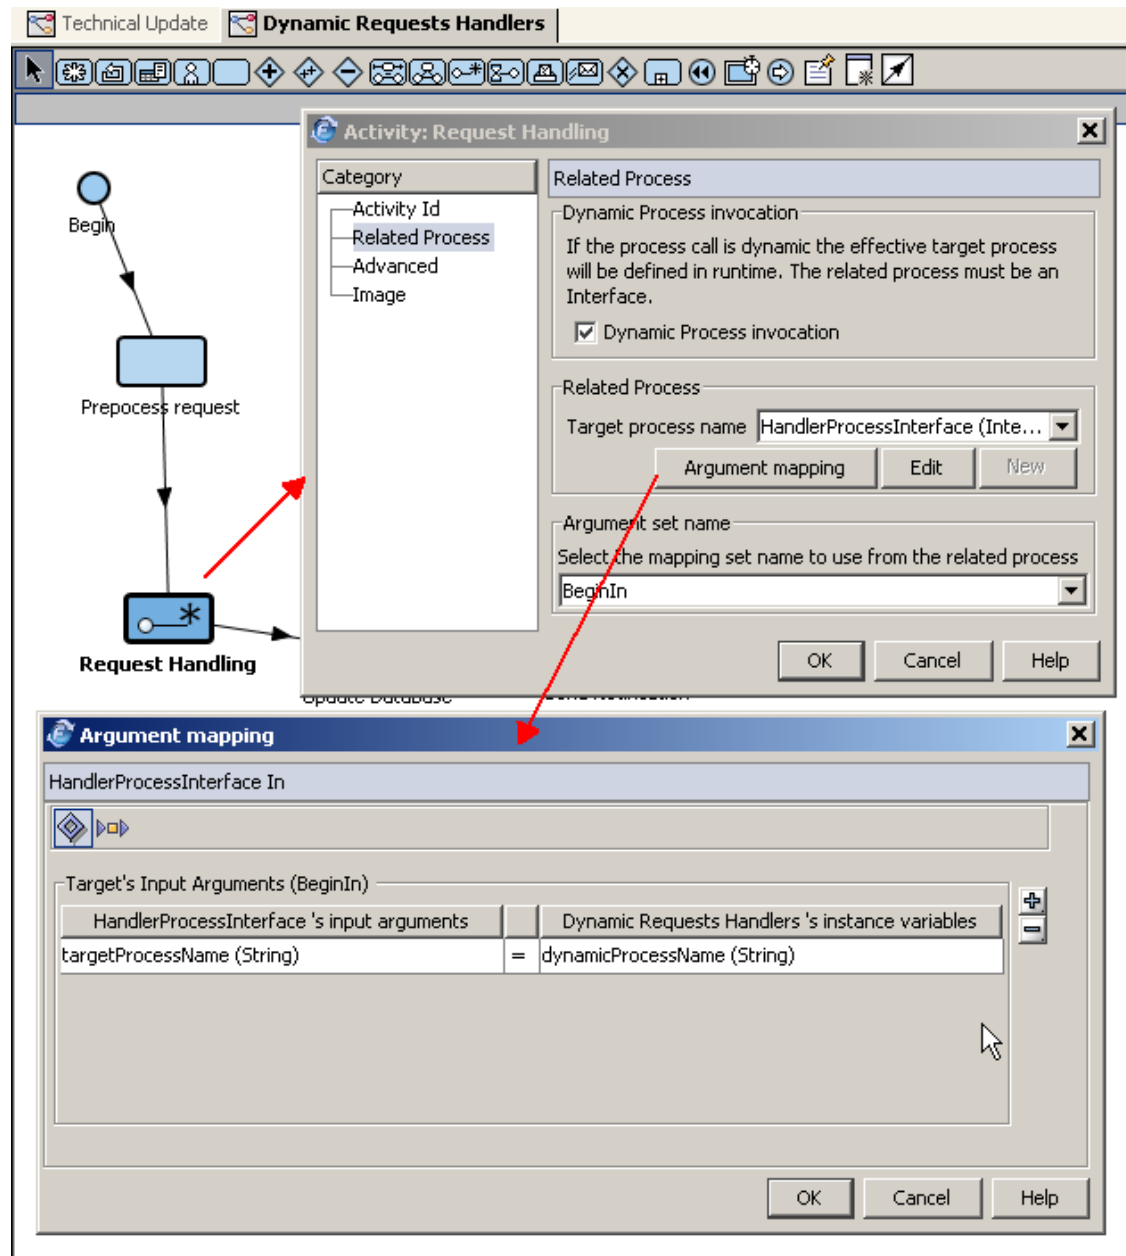 Technical Update
Dynamic Requests Handlers
Activity: Request Handling
Category
Activity Id
Related Process
Advanced
Image
Related Process
Dynamic Process invocation
If the process call is dynamic the effective target process
will be defined in runtime. The related process must be an
Interface.
Dynamic Process invocation
Related Process
Target process name
HandlerProcessInterface (Inte...
Argument mapping
Edit
New
Argument set name
Select the mapping set name to use from the related process
BeginIn
OK
Cancel
Help
Begin
Prepocess request
Request Handling
Update Database
Send Notification
Argument mapping
HandlerProcessInterface In
Target's Input Arguments (BeginIn)
HandlerProcessInterface 's input arguments
Dynamic Requests Handlers 's instance variables
targetProcessName (String)
=
dynamicProcessName (String)
OK
Cancel
Help